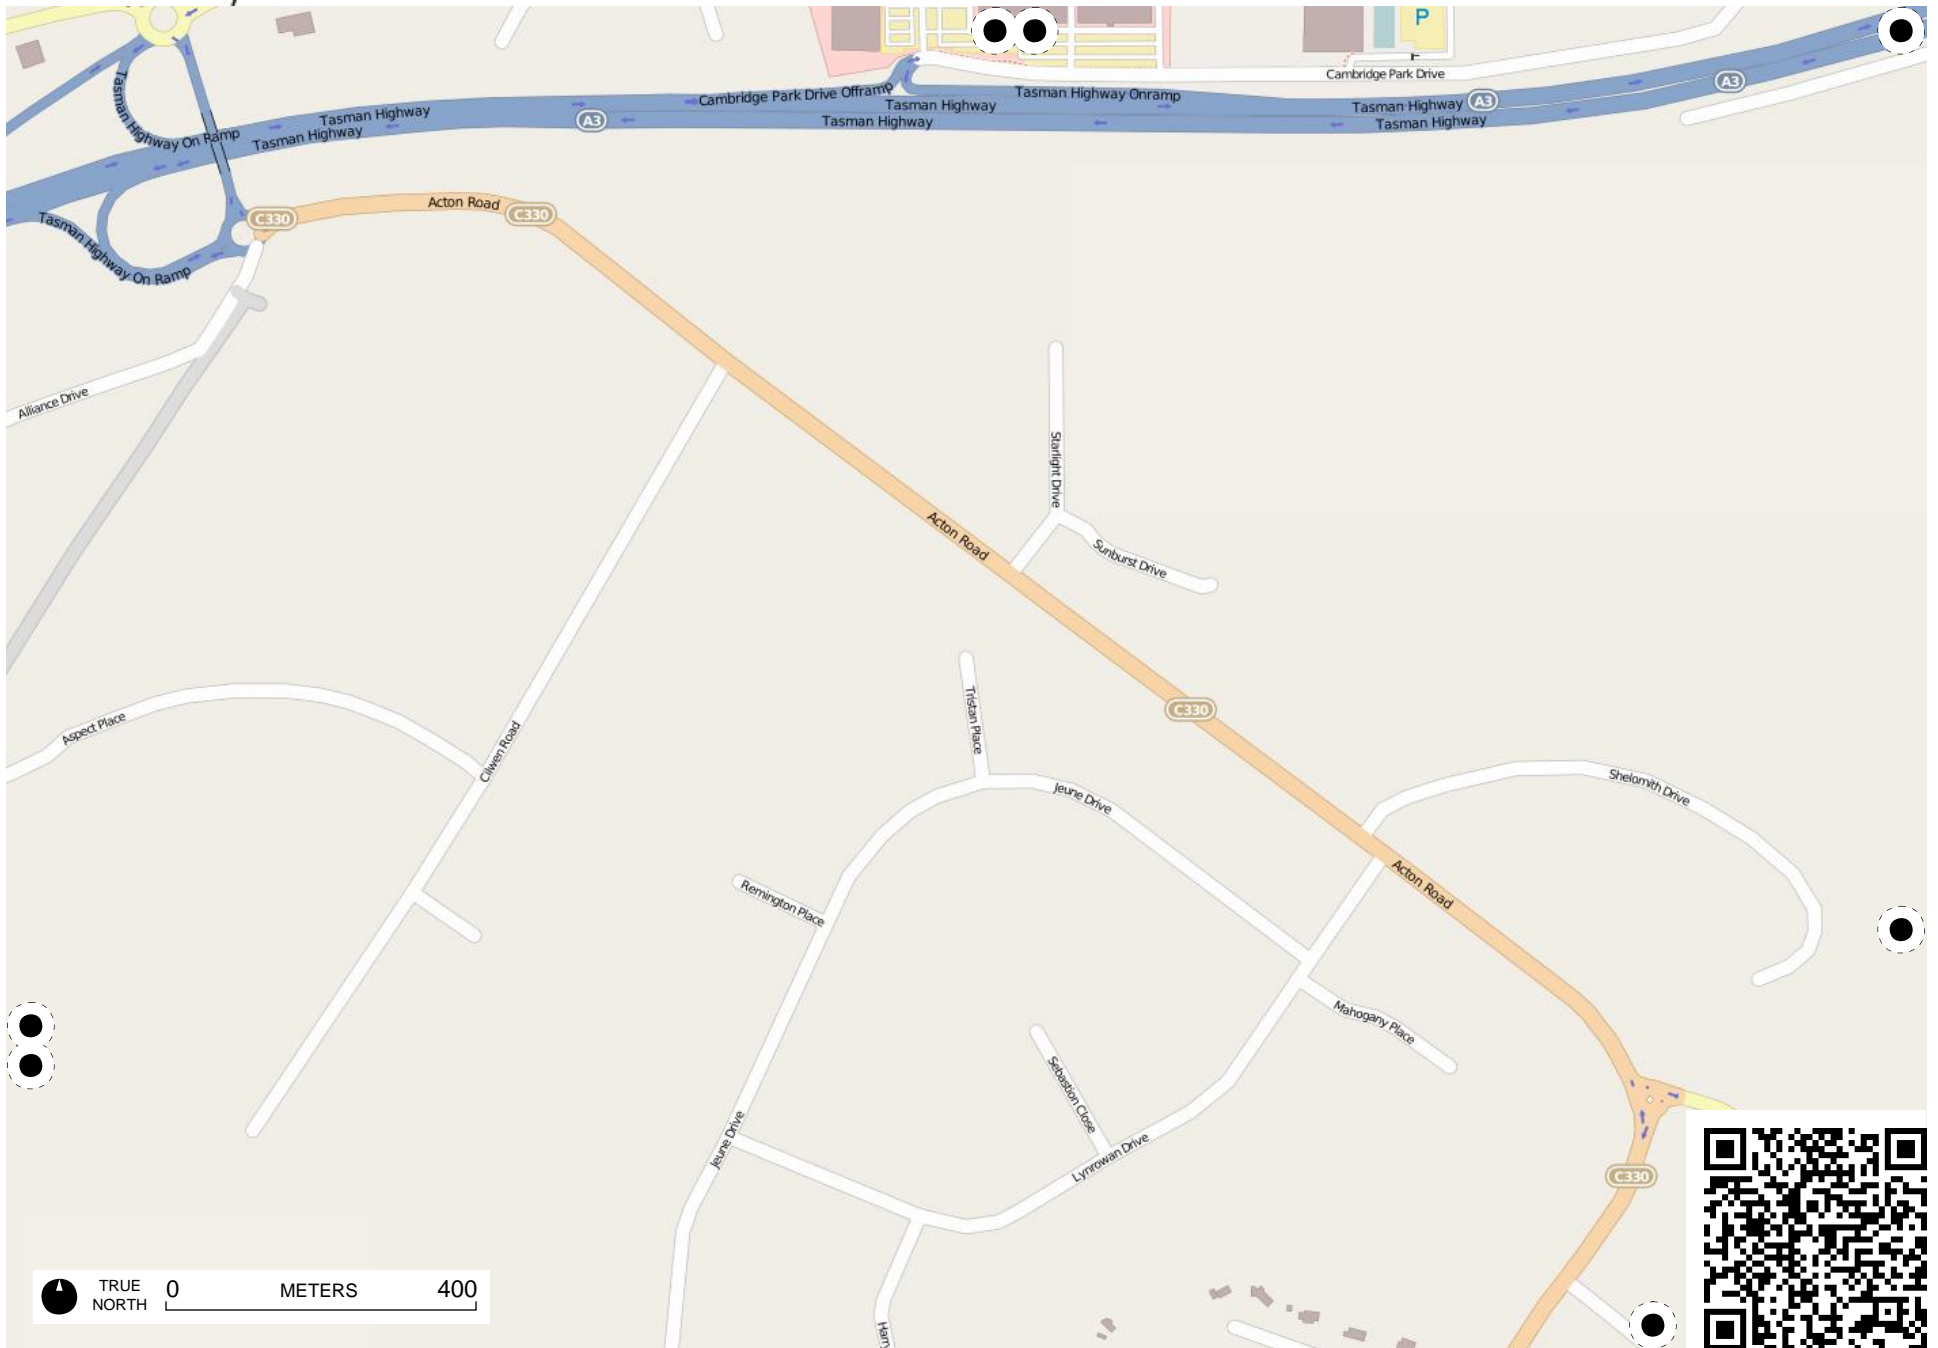 P
Cambridge Park Drive
A3
Tasman Highway On Ramp
Cambridge Park Drive Offramp
Tasman Highway Onramp
Tasman Highway
Tasman Highway
Tasman Highway
A3
Tasman Highway
A3
Tasman Highway
Tasman Highway
Tasman Highway
C330
Acton Road
C330
Tasman Highway On Ramp
Alliance Drive
Starlight Drive
Acton Road
Sunburst Drive
Tristan Place
C330
Aspect Place
Cilwen Road
Jeune Drive
Shelomith Drive
Acton Road
Remington Place
Mahogany Place
Sebastion Close
Jeune Drive
Lynrowan Drive
C330
TRUE
NORTH
0 METERS 400